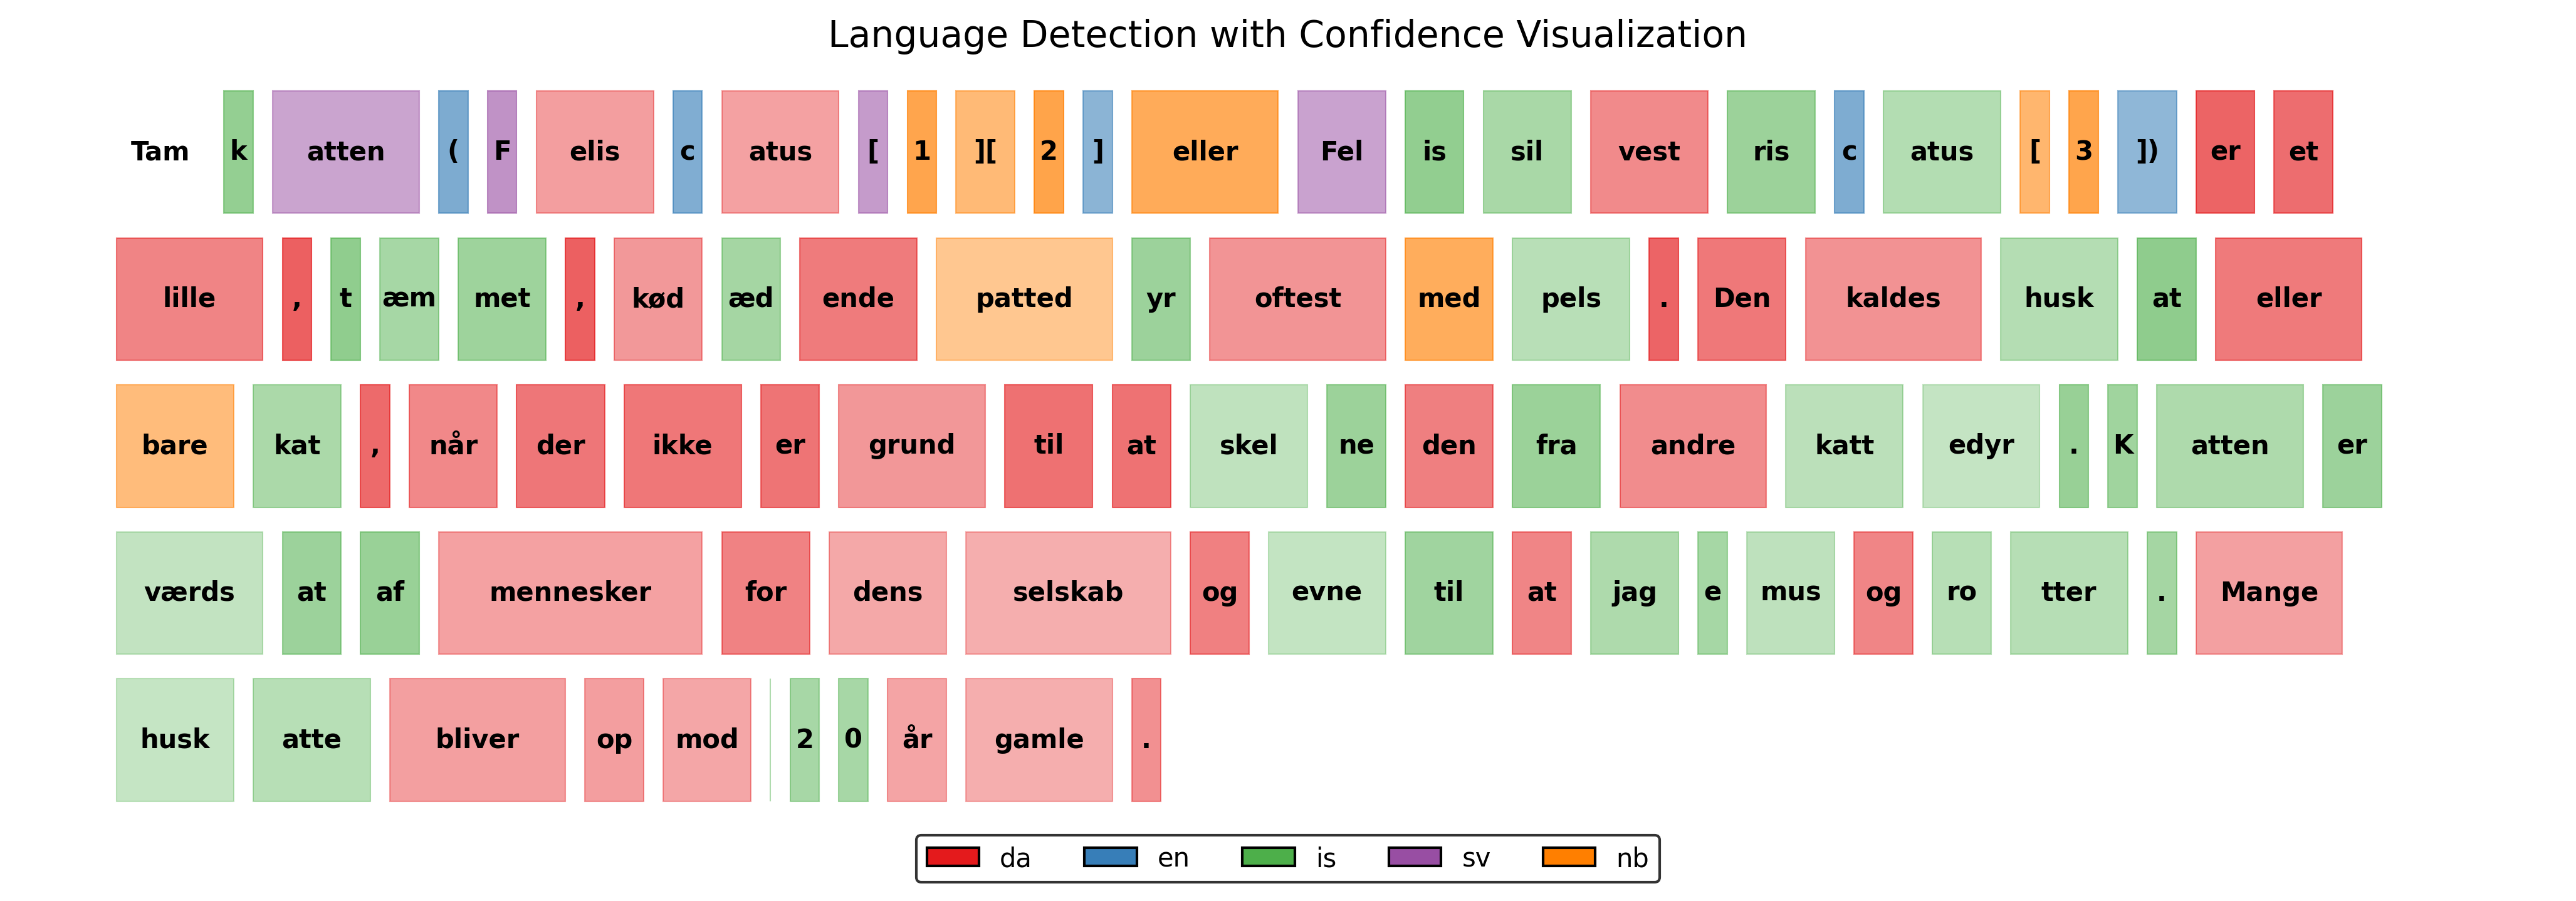 Language Detection with Confidence Visualization
Tam k atten ( F elis c atus [ 1 ][ 2 ] eller Fel is sil vest ris c atus [ 3 ]) er et
lille , t æm met , kød æd ende patted yr oftest med pels . Den kaldes husk at eller
bare kat , når der ikke er grund til at skel ne den fra andre katt edyr . K atten er
værds at af mennesker for dens selskab og evne til at jag e mus og ro tter . Mange
husk atte bliver op mod 2 0 år gamle .
da en is sv nb